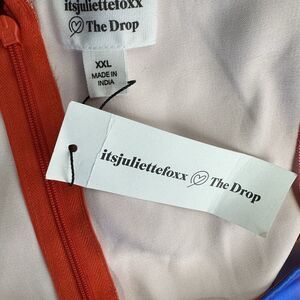 itsjuliettefoxx
The Drop
XXL
MADE IN
INDIA
itsjuliettefoxx The Drop